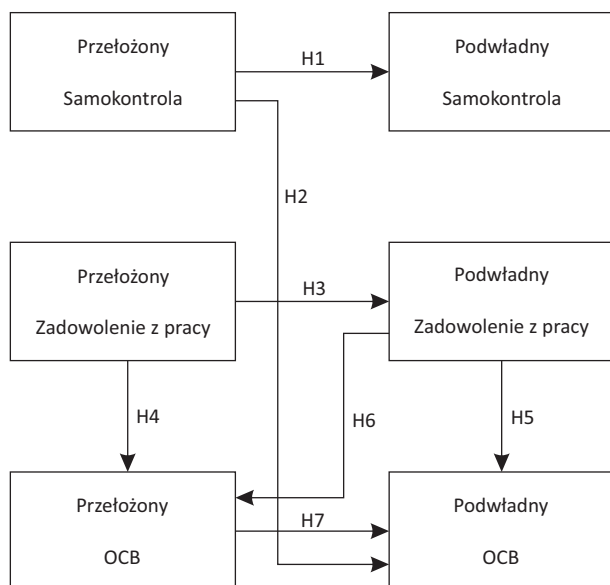 Przełożony
Samokontrola
H1
Podwładny
Samokontrola
H2
Przełożony
Zadowolenie z pracy
H3
Podwładny
Zadowolenie z pracy
H4
H6
H5
Przełożony
OCB
H7
Podwładny
OCB